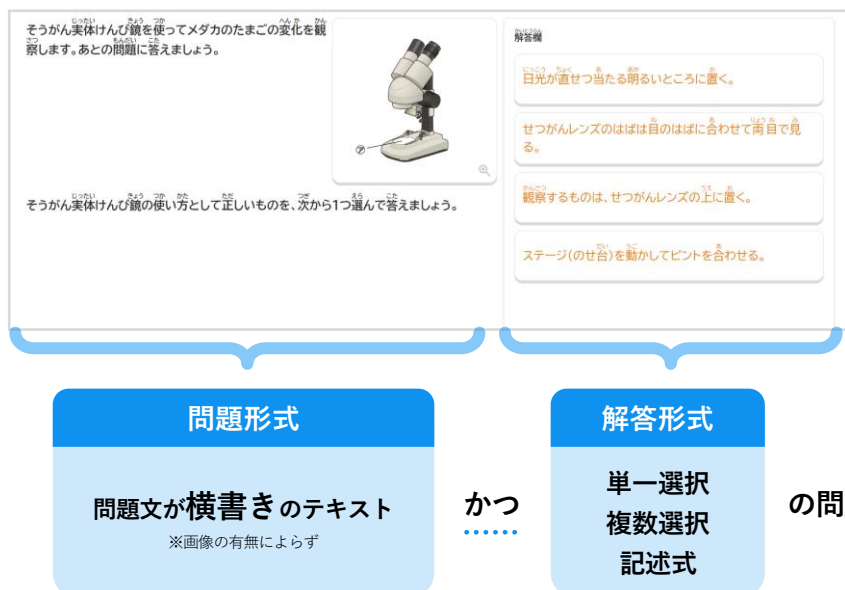 そうがん実体けんび鏡を使ってメダカのたまごの変化を観
察します。あとの問題に答えましょう。
㋐
そうがん実体けんび鏡の使い方として正しいものを、次から1つ選んで答えましょう。
解答欄
日光が直せつ当たる明るいところに置く。
せつがんレンズのはばは目のはばに合わせて両目で見
る。
観察するものは、せつがんレンズの上に置く。
ステージ(のせ台)を動かしてピントを合わせる。
問題形式
問題文が横書きのテキスト
※画像の有無によらず
かつ
解答形式
単一選択
複数選択
記述式
の問